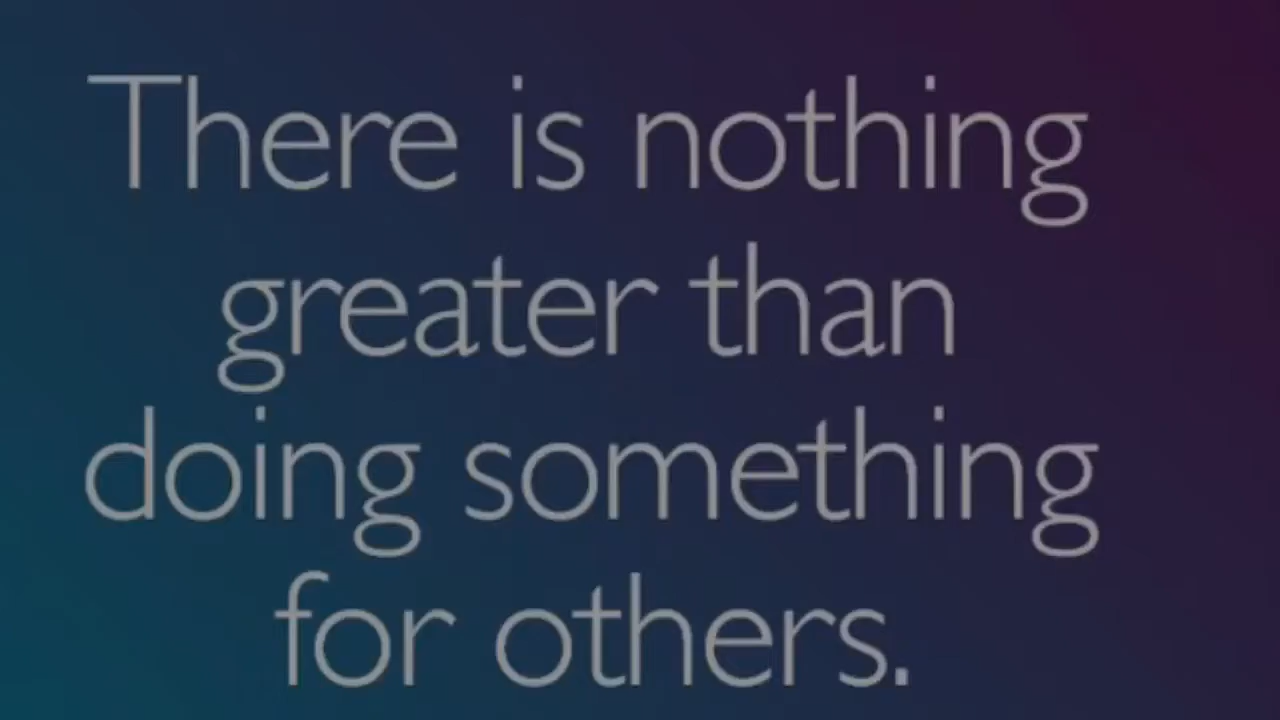 There is nothing
greater than
doing something
for others.